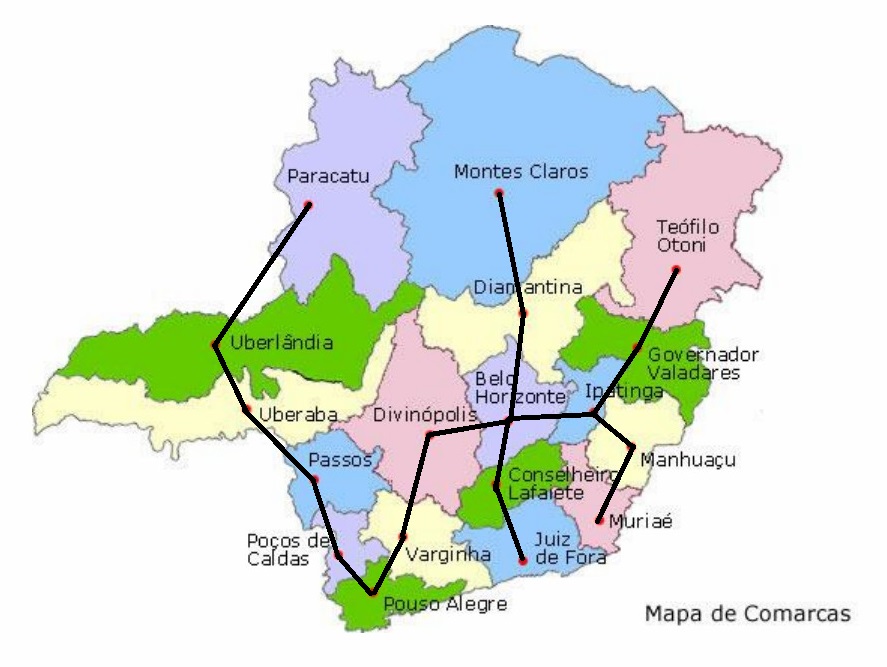 Paracatu
Montes Claros
Teófilo
Otoni
Diamantina
Uberlândia
Governador
Valadares
Belo
Horizonte
Ipatinga
Uberaba
Divinópolis
Passos
Manhuaçu
Conselheiro
Lafaiete
Muriaé
Poços de
Caldas
Varginha
Juiz
de Fora
Pouso Alegre
Mapa de Comarcas